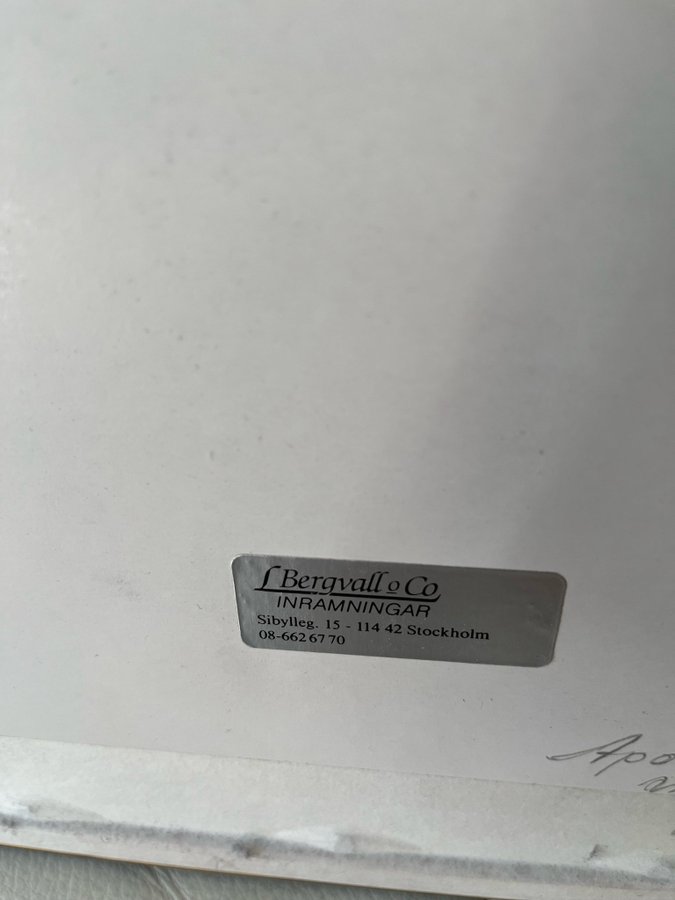 L Bergvall o Co
INRAMNINGAR
Sibylleg. 15 - 114 42 Stockholm
08-662 67 70